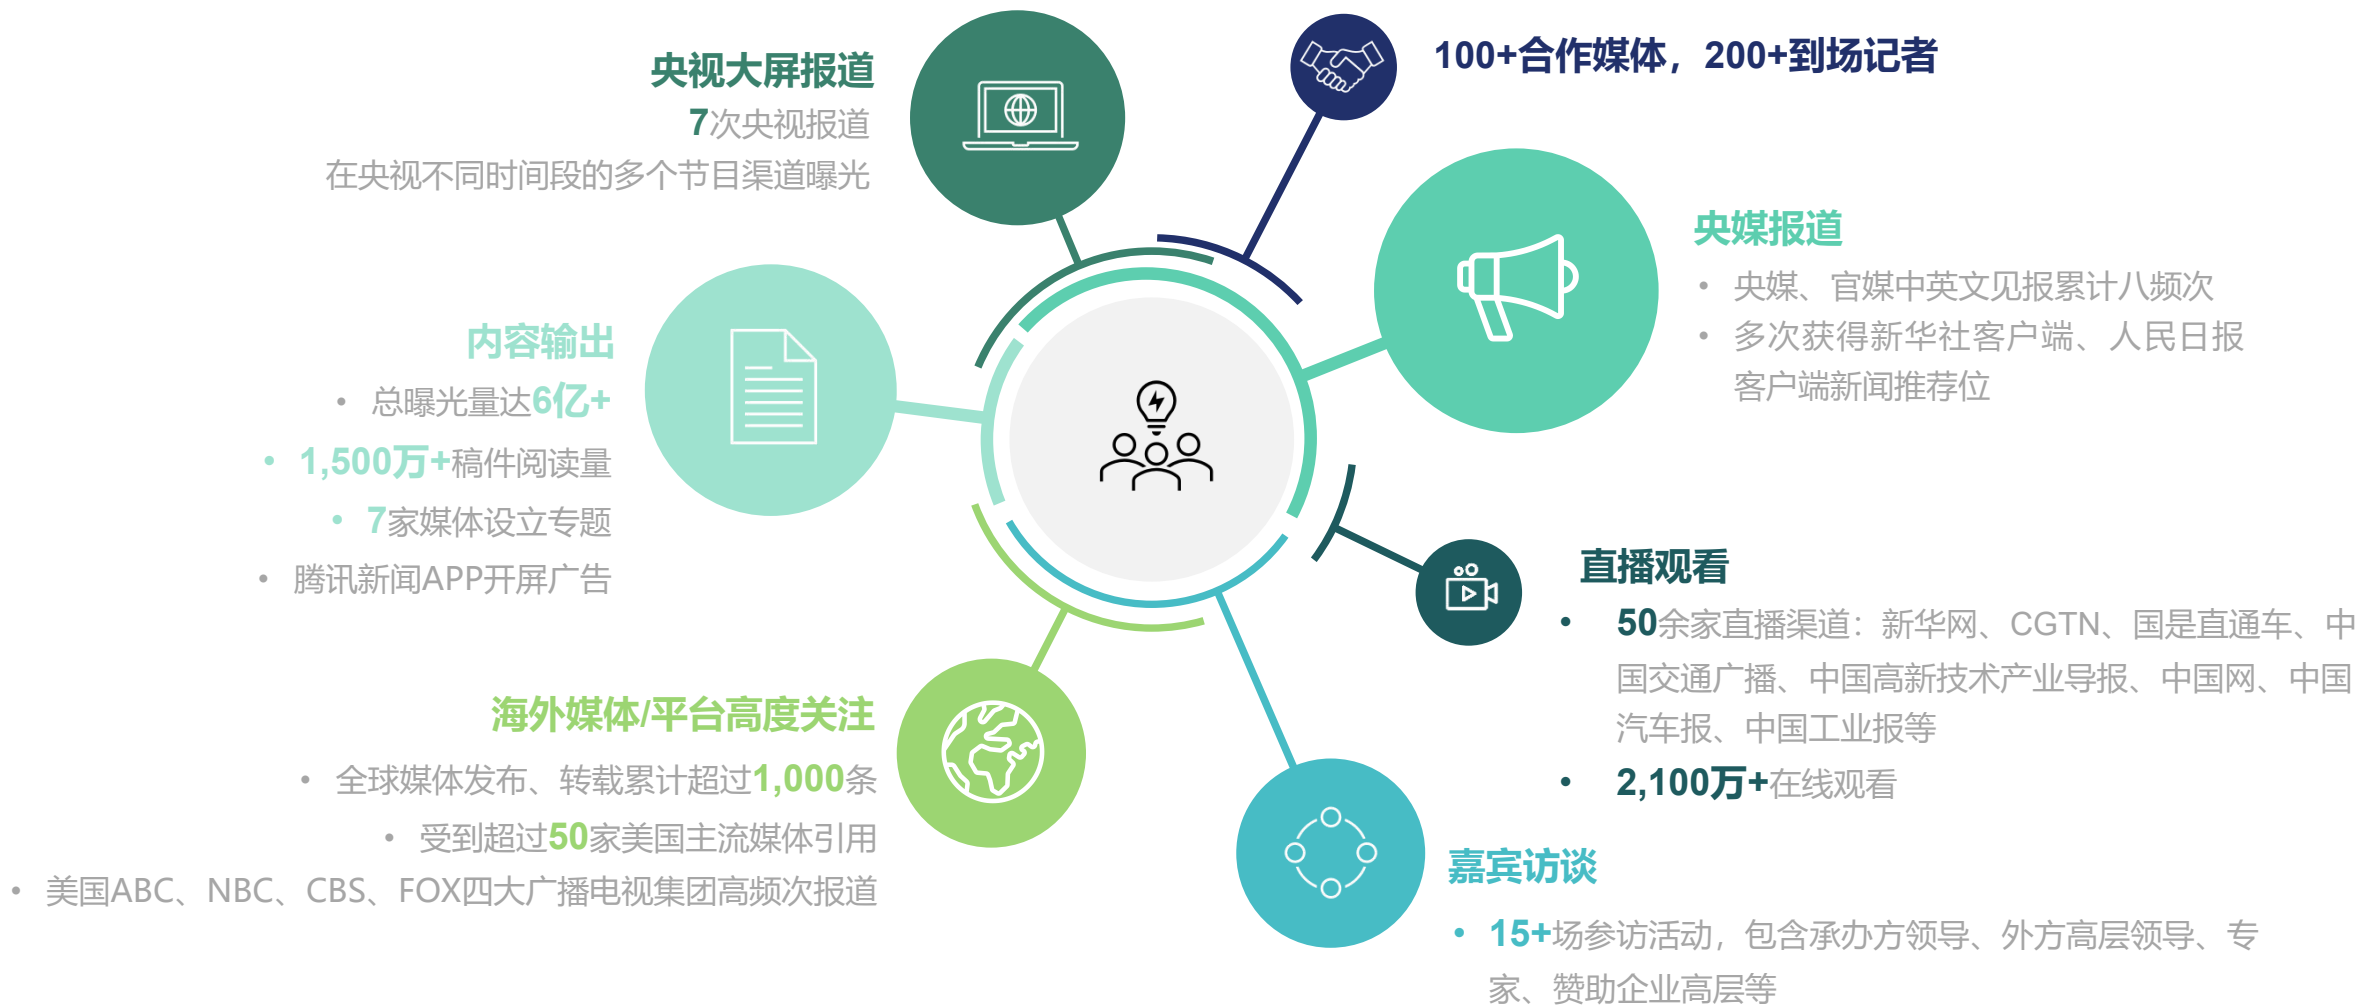 央视大屏报道
7次央视报道
在央视不同时间段的多个节目渠道曝光
100+合作媒体，200+到场记者
央媒报道
• 央媒、官媒中英文见报累计八频次
• 多次获得新华社客户端、人民日报
客户端新闻推荐位
内容输出
• 总曝光量达6亿+
• 1,500万+稿件阅读量
• 7家媒体设立专题
• 腾讯新闻APP开屏广告
直播观看
• 50余家直播渠道：新华网、CGTN、国是直通车、中
国交通广播、中国高新技术产业导报、中国网、中国
汽车报、中国工业报等
• 2,100万+在线观看
海外媒体/平台高度关注
• 全球媒体发布、转载累计超过1,000条
• 受到超过50家美国主流媒体引用
• 美国ABC、NBC、CBS、FOX四大广播电视集团高频次报道
嘉宾访谈
• 15+场参访活动，包含承办方领导、外方高层领导、专
家、赞助企业高层等